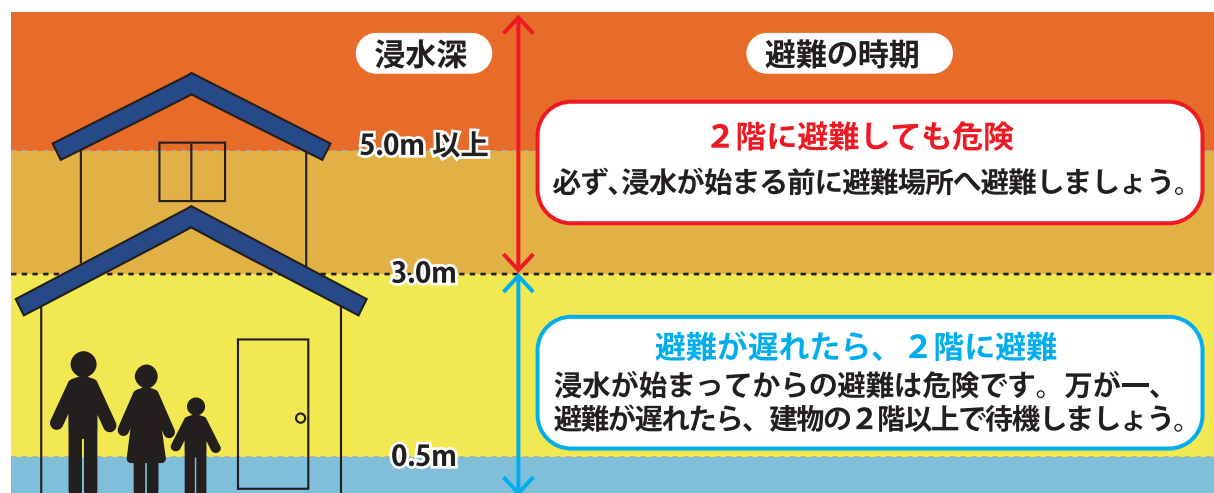 浸水深
避難の時期
5.0m 以上
２階に避難しても危険
必ず、浸水が始まる前に避難場所へ避難しましょう。
3.0m
避難が遅れたら、２階に避難
浸水が始まってからの避難は危険です。万が一、
避難が遅れたら、建物の２階以上で待機しましょう。
0.5m